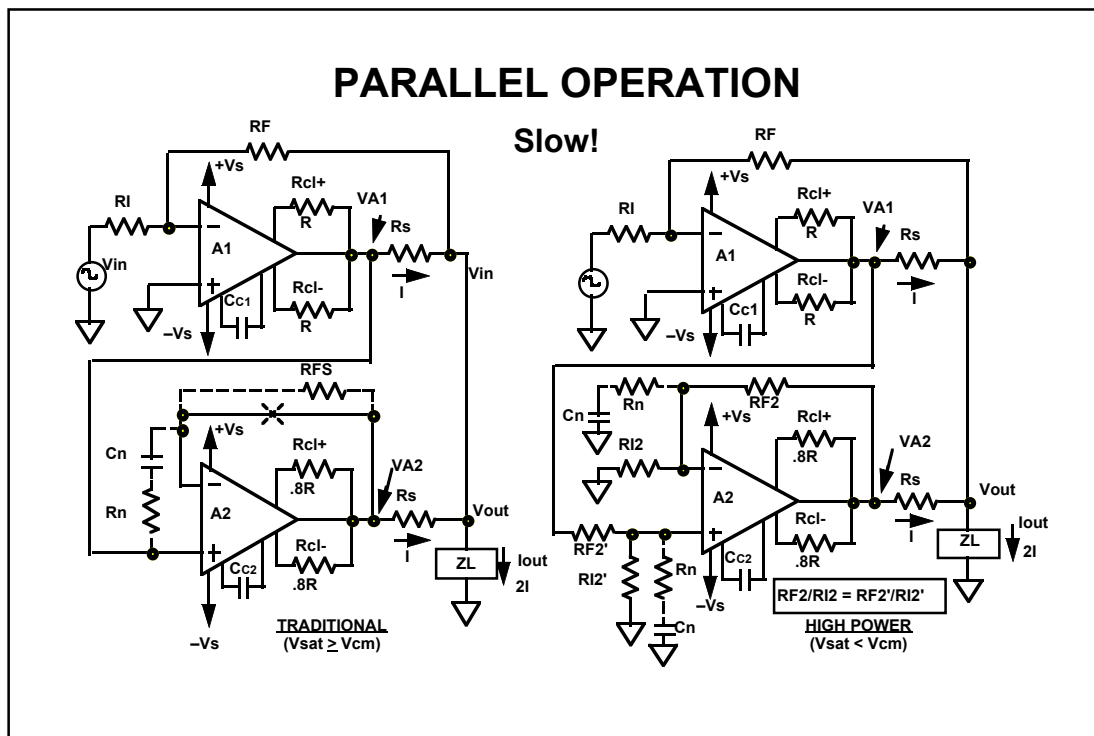 PARALLEL OPERATION
Slow!
RF
+Vs
Rcl+
R
VA1
Rs
RI
A1
Vin
Vin
I
Rcl-
R
Cc1
–Vs
RFS
Cn
+Vs
Rcl+
.8R
VA2
Rs
Rn
A2
Vout
I
Rcl-
.8R
Cc2
ZL
Iout
2I
–Vs
TRADITIONAL
(Vsat ≥ Vcm)
RF
+Vs
Rcl+
R
VA1
Rs
RI
A1
I
Rcl-
R
Cc1
–Vs
Cn
Rn
RF2
+Vs
Rcl+
.8R
VA2
RI2
Rs
A2
Vout
I
RF2'
Rcl-
.8R
Cc2
RI2'
Rn
Cn
–Vs
ZL
Iout
2I
RF2/RI2 = RF2'/RI2'
HIGH POWER
(Vsat < Vcm)